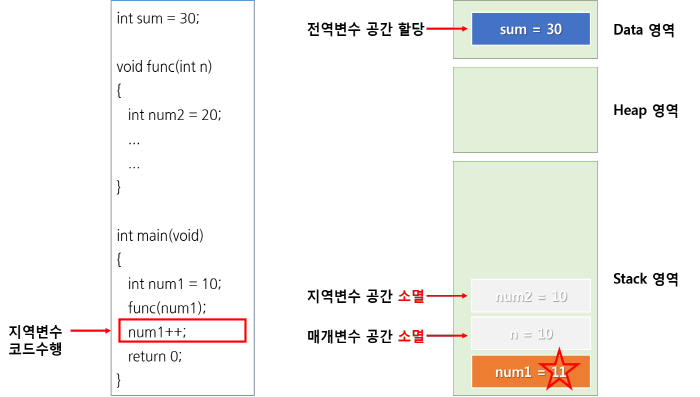 int sum = 30;
void func(int n)
{
int num2 = 20;
...
...
}
int main(void)
{
int num1 = 10;
func(num1);
num1++;
return 0;
}
지역변수
코드수행
전역변수 공간 할당
sum = 30
Data 영역
Heap 영역
Stack 영역
지역변수 공간 소멸
num2 = 10
매개변수 공간 소멸
n = 10
num1 = 11